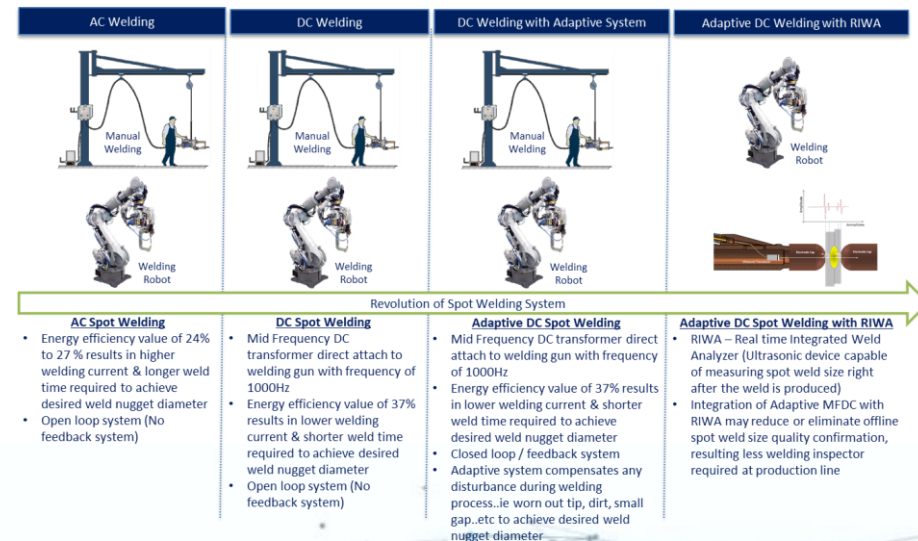 AC Welding
DC Welding
DC Welding with Adaptive System
Adaptive DC Welding with RIWA
Manual
Welding
Manual
Welding
Manual
Welding
Welding
Robot
Welding
Robot
Welding
Robot
Welding
Robot
Revolution of Spot Welding System
AC Spot Welding
• Energy efficiency value of 24%
to 27 % results in higher
welding current & longer weld
time required to achieve
desired weld nugget diameter
• Open loop system (No
feedback system)
DC Spot Welding
• Mid Frequency DC
transformer direct attach to
welding gun with frequency of
1000Hz
• Energy efficiency value of 37%
results in lower welding
current & shorter weld time
required to achieve desired
weld nugget diameter
• Open loop system (No
feedback system)
Adaptive DC Spot Welding
• Mid Frequency DC transformer direct
attach to welding gun with frequency
of 1000Hz
• Energy efficiency value of 37% results
in lower welding current & shorter
weld time required to achieve desired
weld nugget diameter
• Closed loop / feedback system
• Adaptive system compensates any
disturbance during welding
process..ie worn out tip, dirt, small
gap..etc to achieve desired weld
nugget diameter
Adaptive DC Spot Welding with RIWA
• RIWA – Real time Integrated Weld
Analyzer (Ultrasonic device capable
of measuring spot weld size right
after the weld is produced)
• Integration of Adaptive MFDC with
RIWA may reduce or eliminate offline
spot weld size quality confirmation,
resulting less welding inspector
required at production line